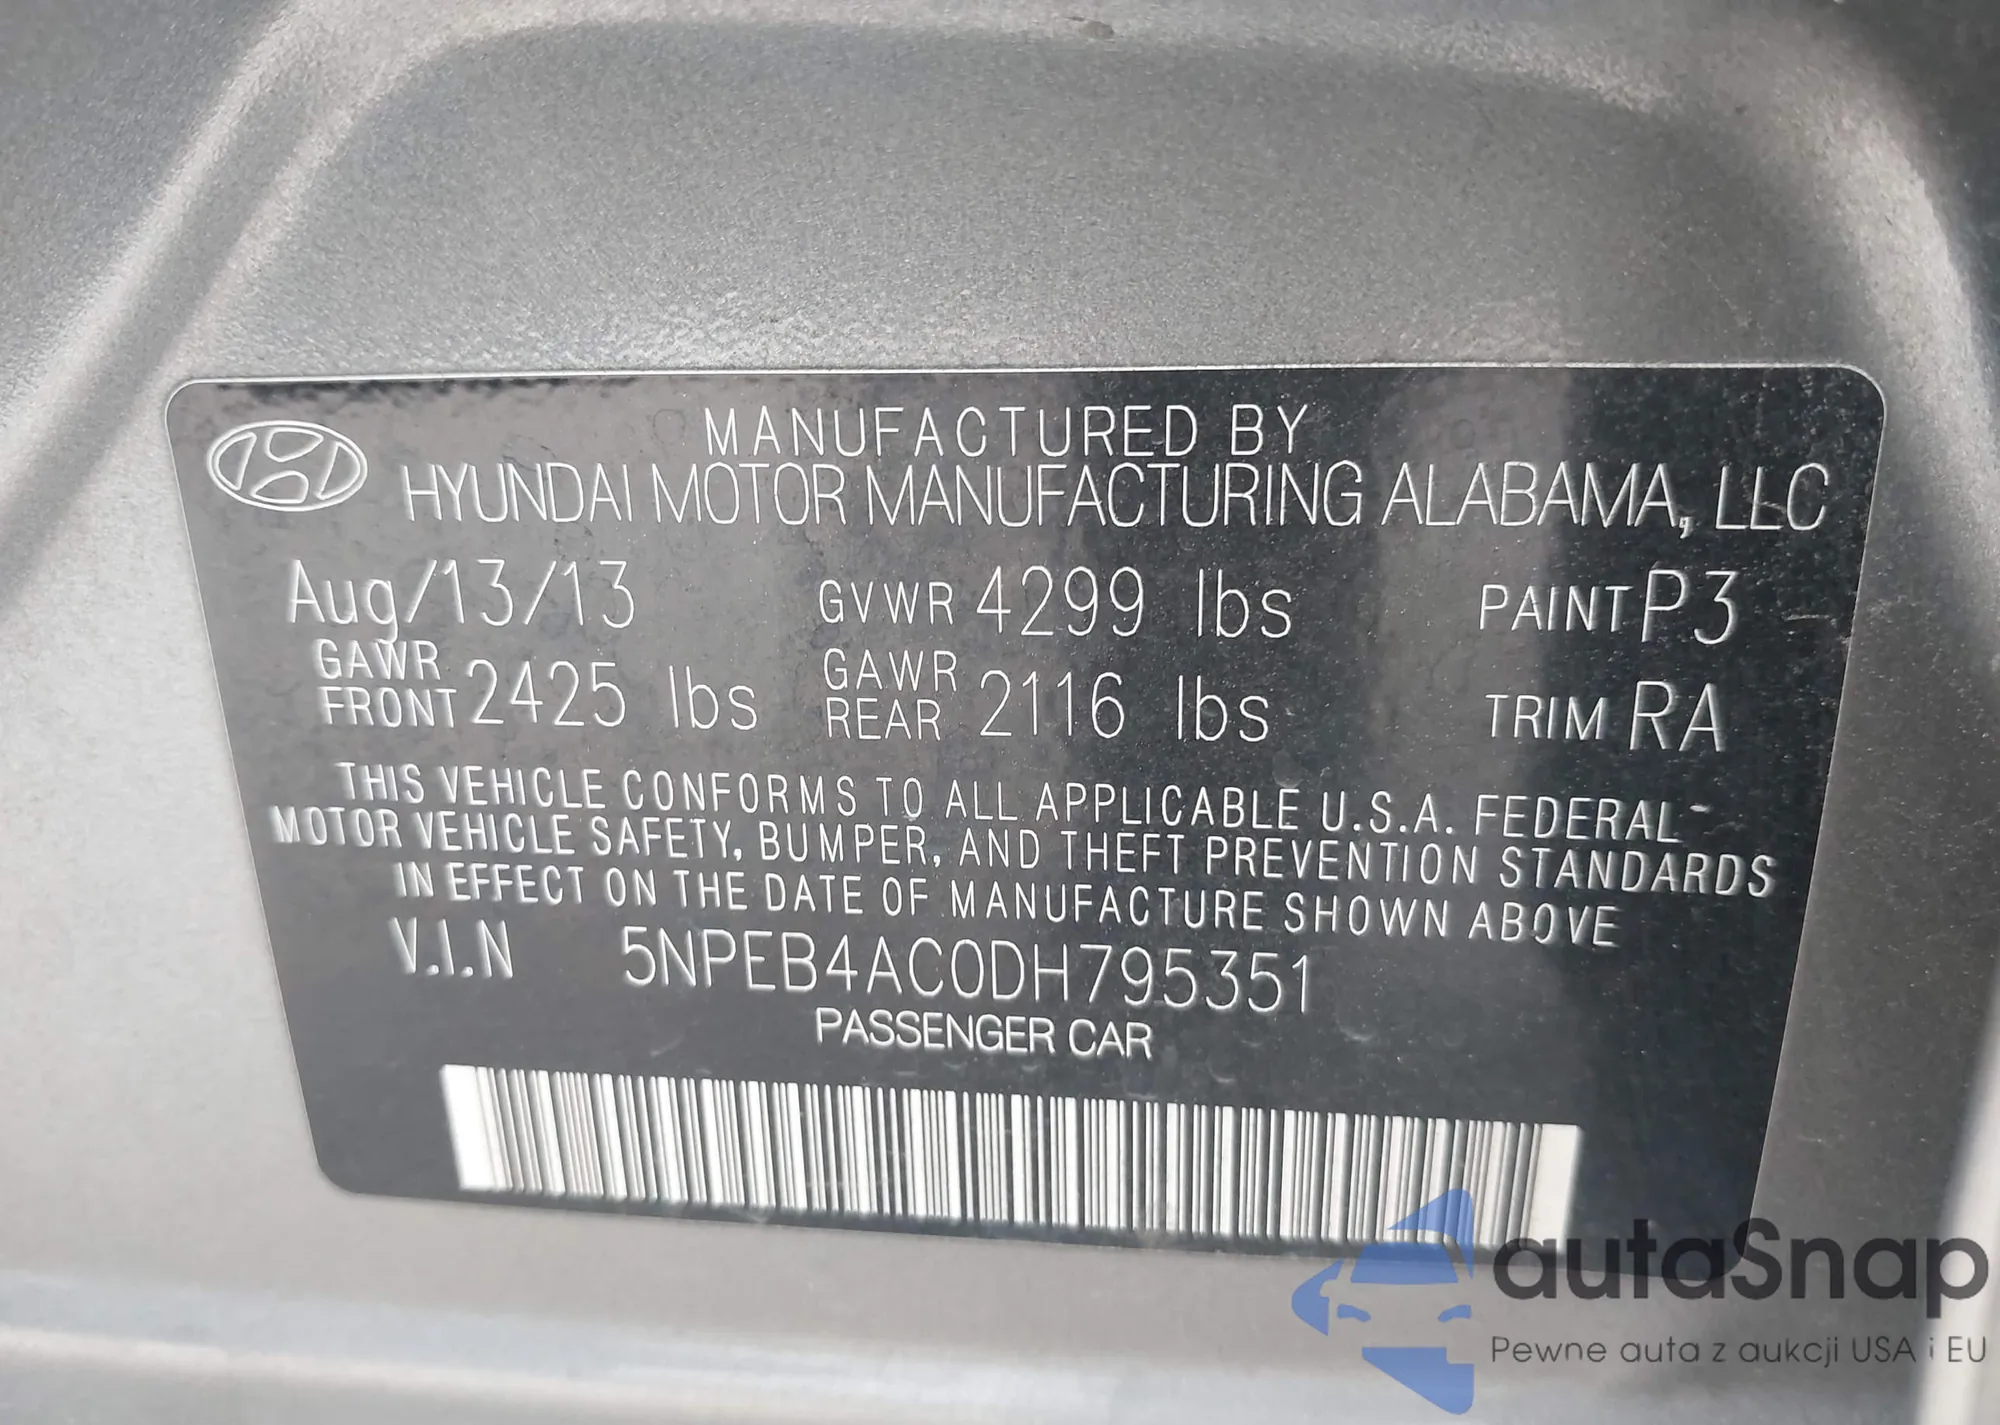 MANUFACTURED BY
HYUNDAI MOTOR MANUFACTURING ALABAMA, LLC
Aug/13/13 GVWR 4299 lbs PAINT P3
GAWR FRONT 2425 lbs GAWR REAR 2116 lbs TRIM RA
THIS VEHICLE CONFORMS TO ALL APPLICABLE U.S.A. FEDERAL
MOTOR VEHICLE SAFETY, BUMPER, AND THEFT PREVENTION STANDARDS
IN EFFECT ON THE DATE OF MANUFACTURE SHOWN ABOVE
V.I.N 5NPEB4AC0DH795351
PASSENGER CAR
autaSnap
Pewne auta z aukcji USA i EU